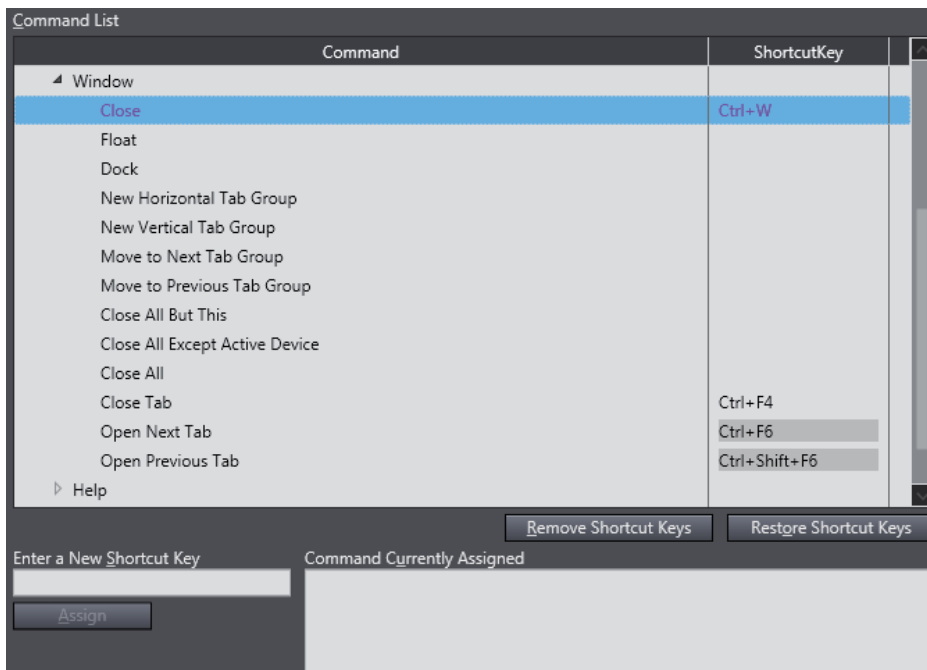 Command List
Command ShortcutKey
Window
Close Ctrl+W
Float
Dock
New Horizontal Tab Group
New Vertical Tab Group
Move to Next Tab Group
Move to Previous Tab Group
Close All But This
Close All Except Active Device
Close All
Close Tab Ctrl+F4
Open Next Tab Ctrl+F6
Open Previous Tab Ctrl+Shift+F6
Help
Remove Shortcut Keys Restore Shortcut Keys
Enter a New Shortcut Key Command Currently Assigned
Assign